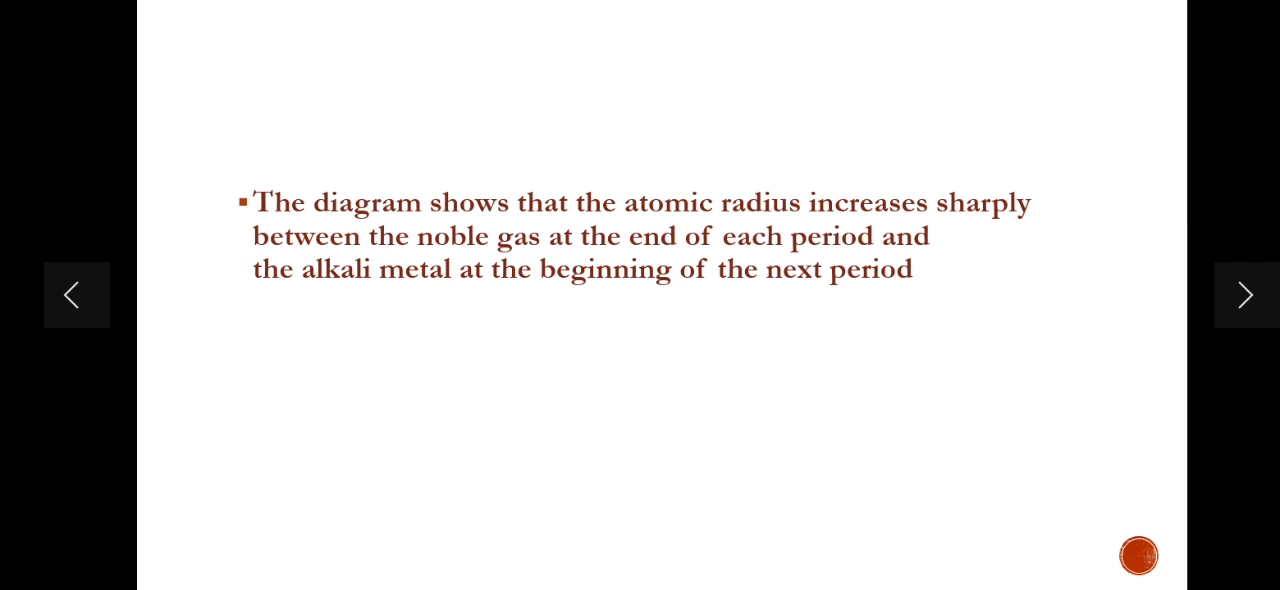 ▪ The diagram shows that the atomic radius increases sharply
between the noble gas at the end of each period and
the alkali metal at the beginning of the next period